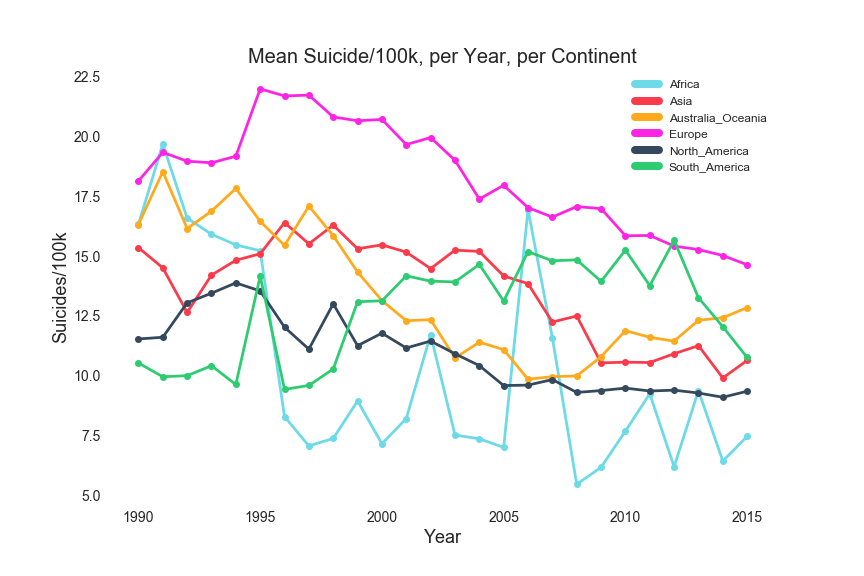 Mean Suicide/100k, per Year, per Continent
22.5
20.0
17.5
15.0
12.5
10.0
7.5
5.0
Suicides/100k
Africa
Asia
Australia_Oceania
Europe
North_America
South_America
1990 1995 2000 2005 2010 2015
Year